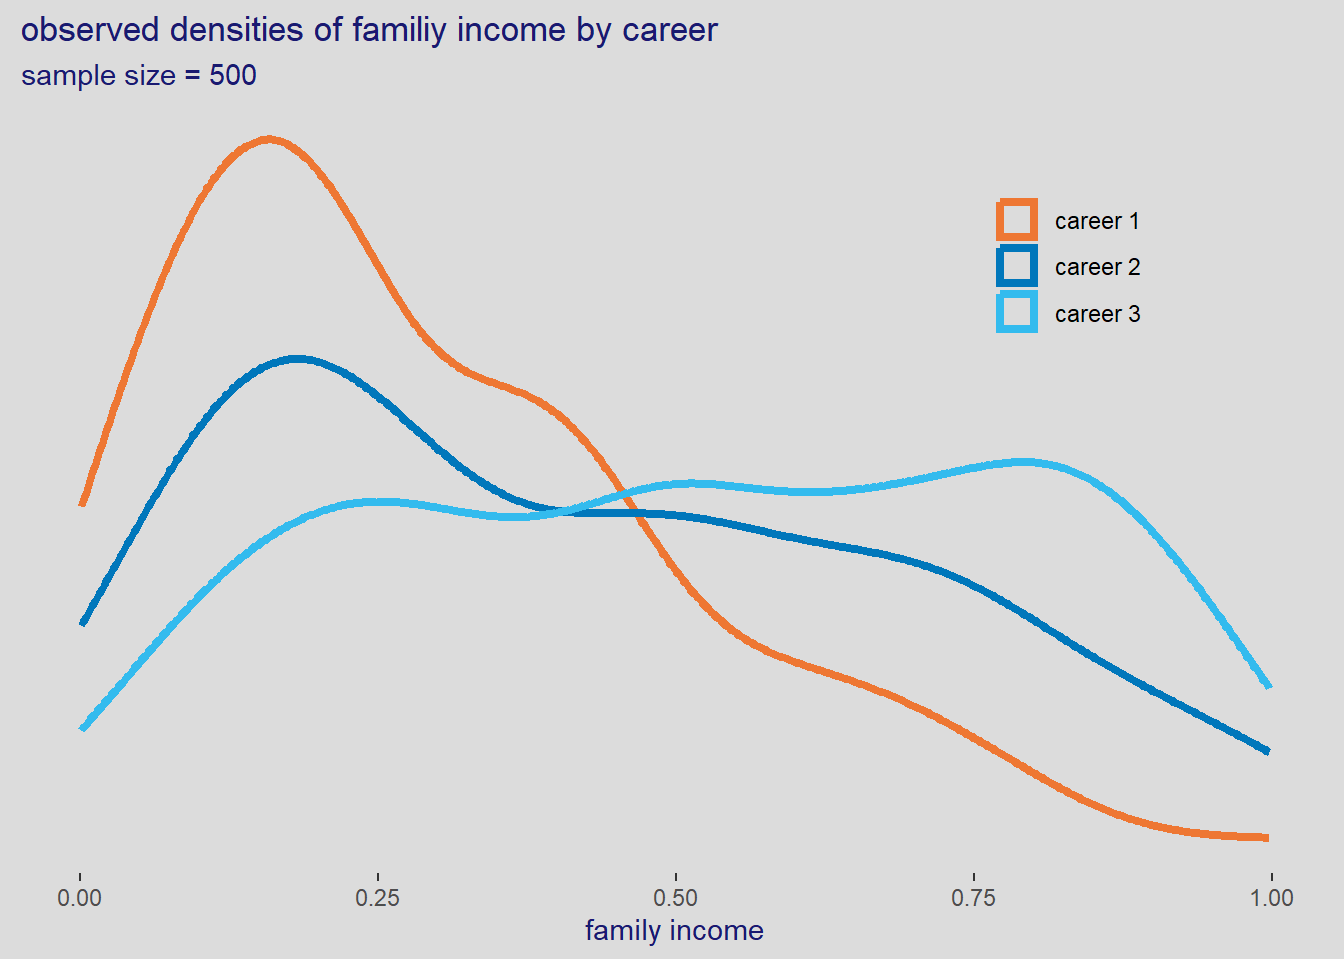 observed densities of familiy income by career
sample size = 500
career 1
career 2
career 3
0.00 0.25 0.50 0.75 1.00
family income